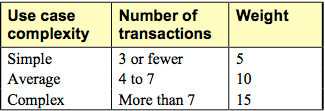 Use case complexity Number of transactions Weight
Simple 3 or fewer 5
Average 4 to 7 10
Complex More than 7 15